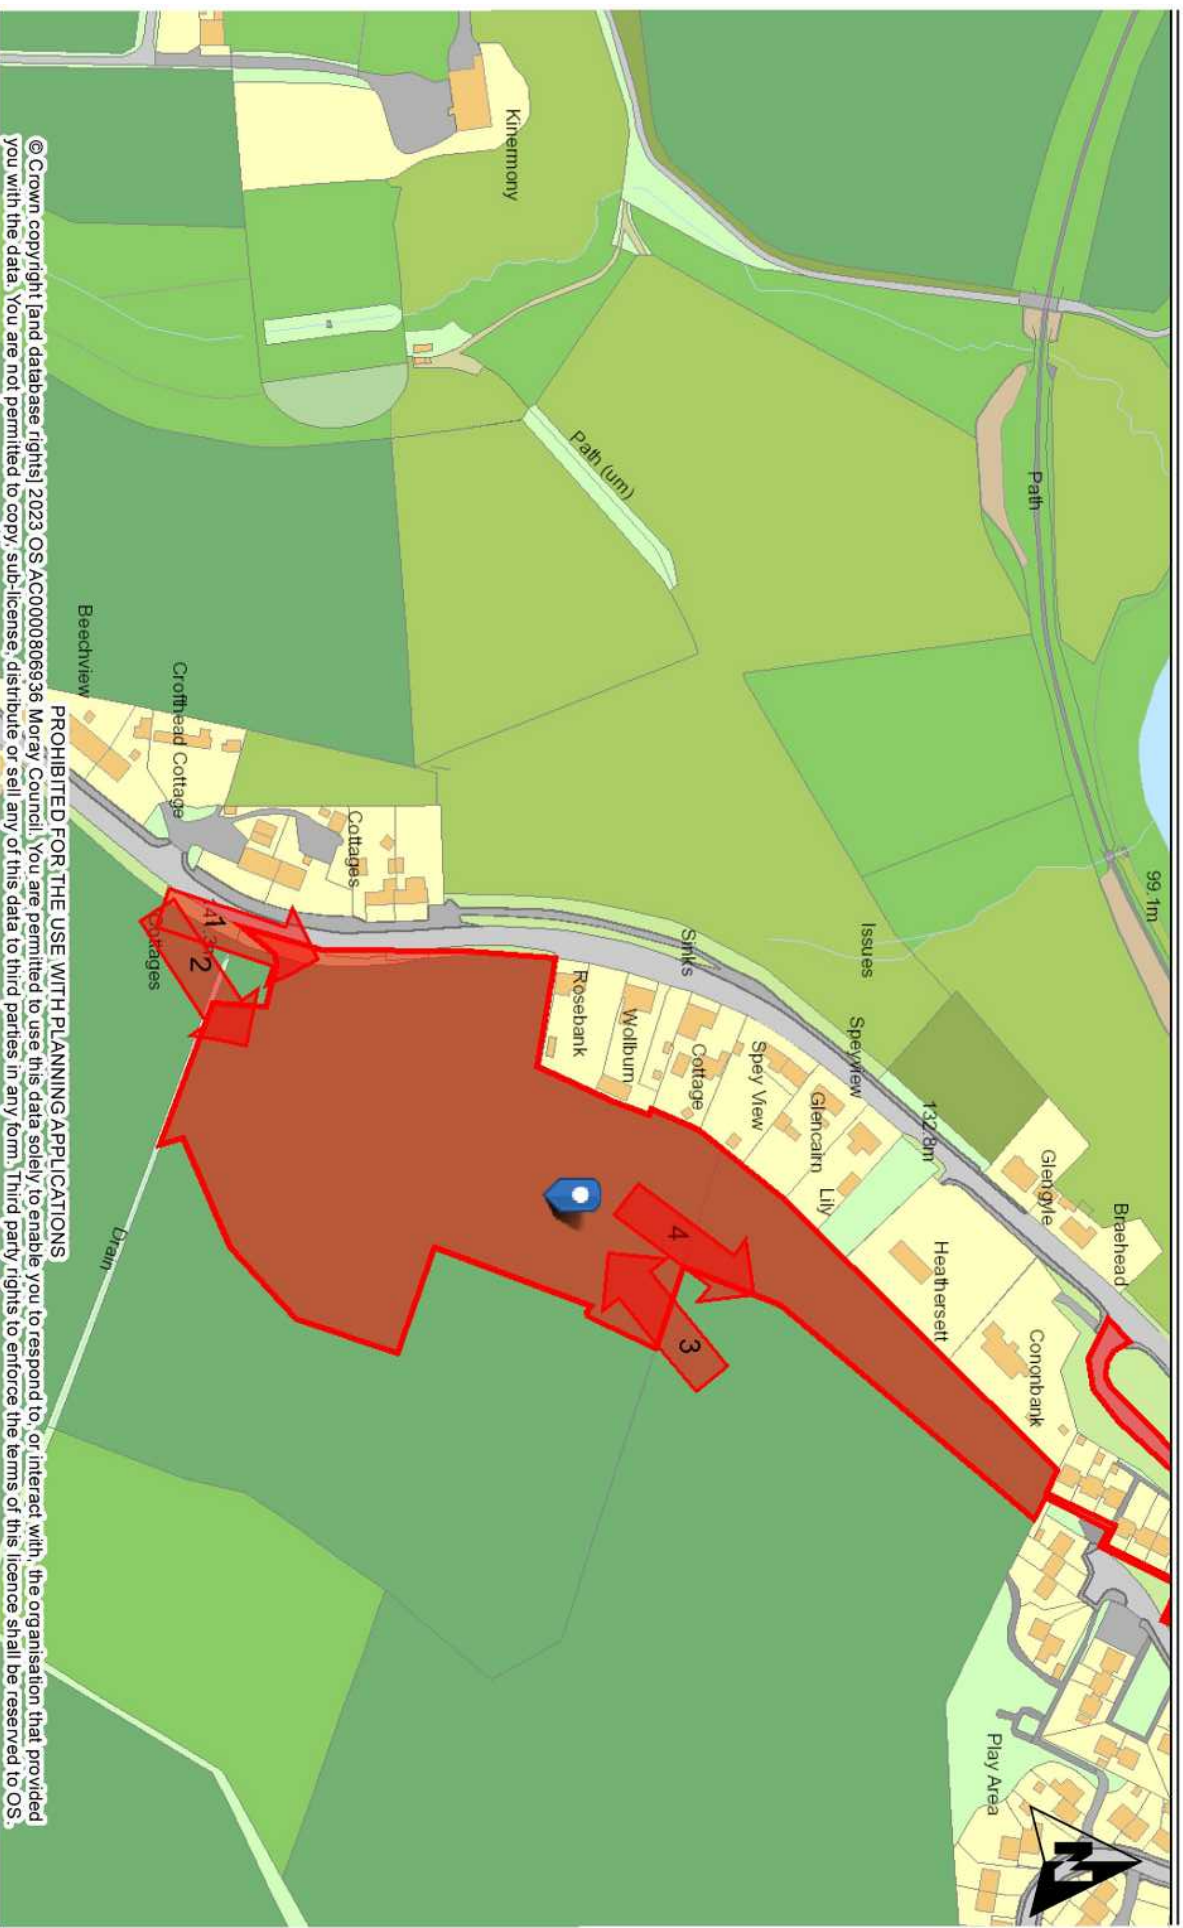 99.1m
Braehead
Path
Glengyle
Cononbank
Play Area
N
132.8m
Heathersett
Issues
Speyview
Glencairn
Lily
Spey View
Sinks
Cottage
4
3
Wollburn
Path (um)
Rosebank
Kinermony
Cottages
1
2
Crofthead Cottage
Cottages
Drain
Beechview
PROHIBITED FOR THE USE WITH PLANNING APPLICATIONS
© Crown copyright [and database rights] 2023 OS AC0000806936 Moray Council. You are permitted to use this data solely to enable you to respond to, or interact with, the organisation that provided
you with the data. You are not permitted to copy, sub-license, distribute or sell any of this data to third parties in any form. Third party rights to enforce the terms of this licence shall be reserved to OS.